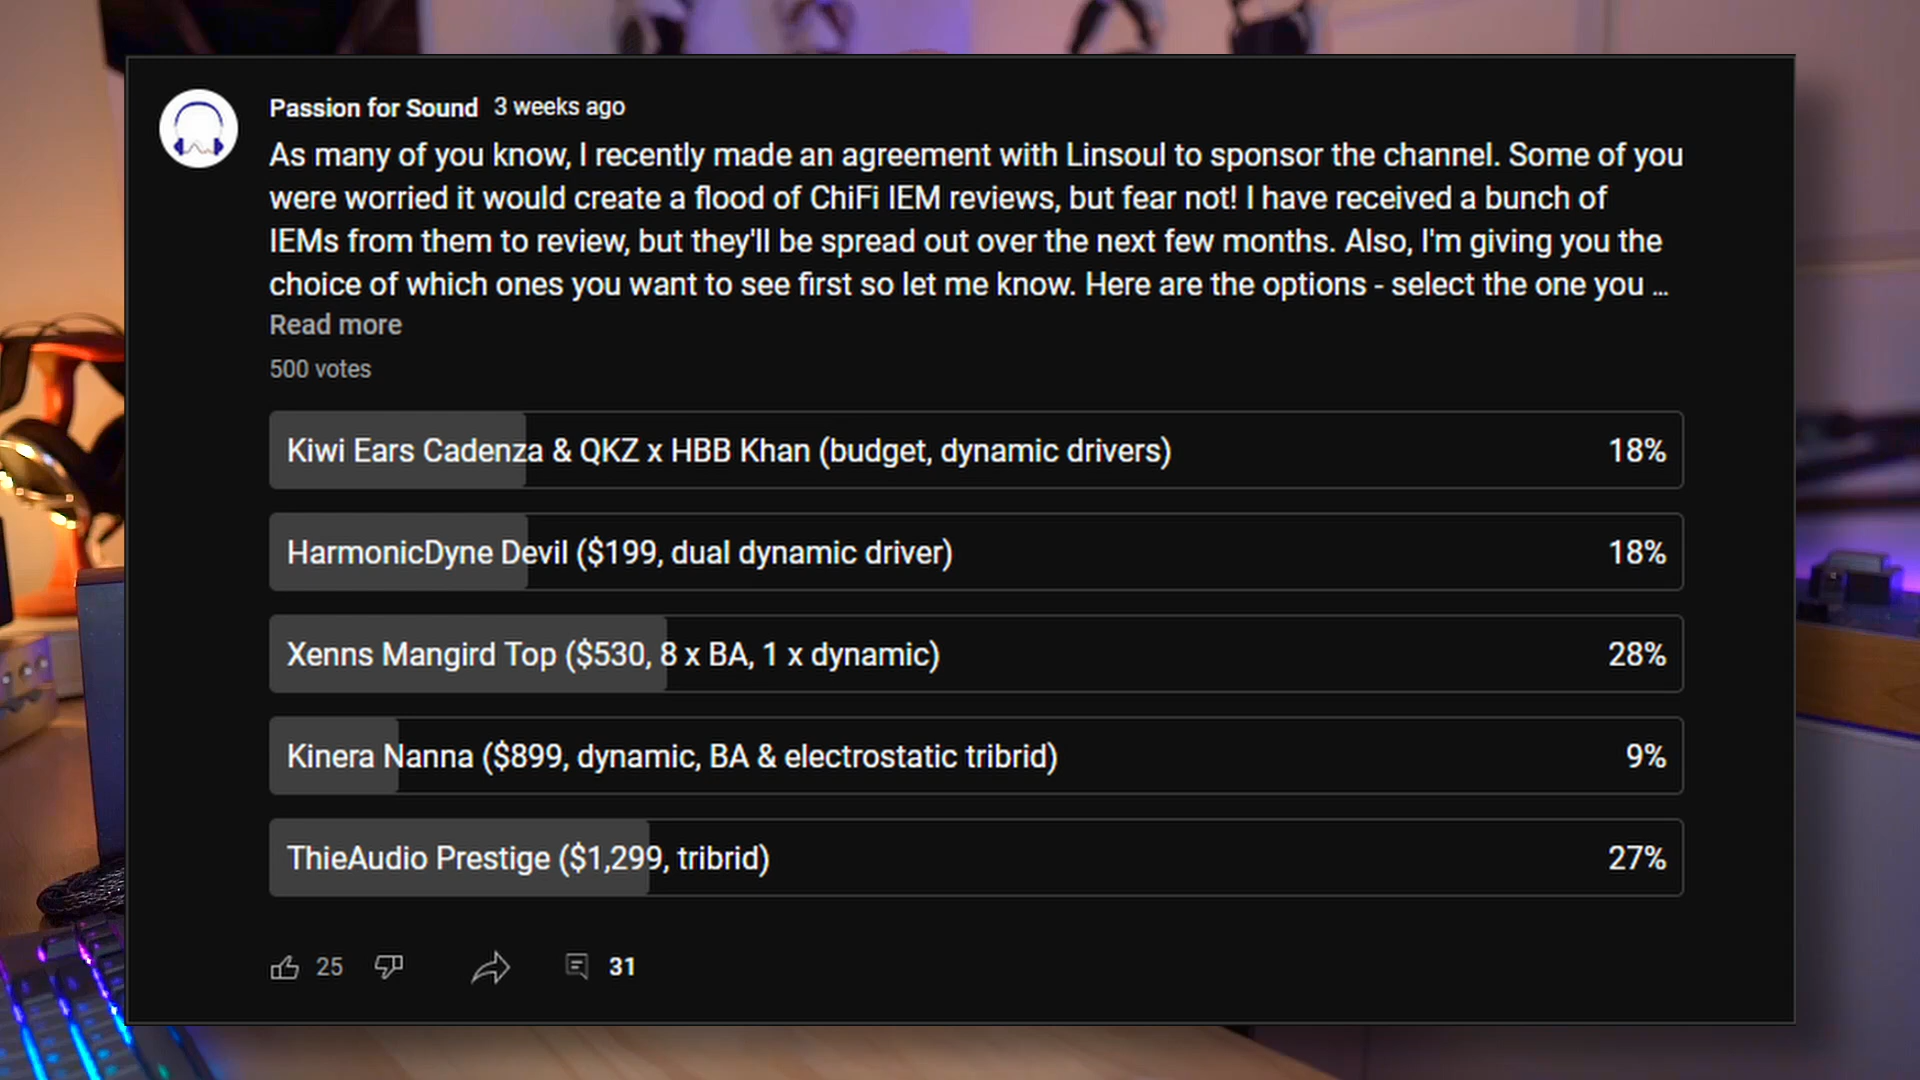 Passion for Sound 3 weeks ago
As many of you know, I recently made an agreement with Linsoul to sponsor the channel. Some of you
were worried it would create a flood of ChiFi IEM reviews, but fear not! I have received a bunch of
IEMs from them to review, but they'll be spread out over the next few months. Also, I'm giving you the
choice of which ones you want to see first so let me know. Here are the options - select the one you ...
Read more
500 votes
Kiwi Ears Cadenza & QKZ x HBB Khan (budget, dynamic drivers) 18%
HarmonicDyne Devil ($199, dual dynamic driver) 18%
Xenns Mangird Top ($530, 8 x BA, 1 x dynamic) 28%
Kinera Nanna ($899, dynamic, BA & electrostatic tribrid) 9%
ThieAudio Prestige ($1,299, tribrid) 27%
25 31